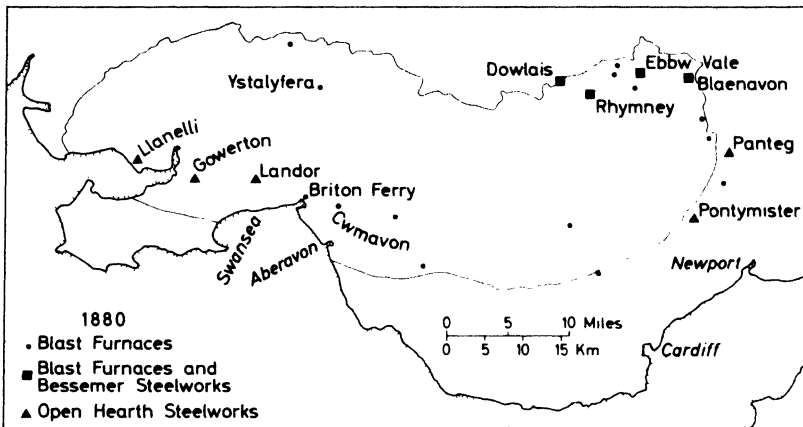 Ebbw Vale
Dowlais
Blaenavon
Ystalyfera
Rhymney
Llanelli
Gowerton
Landor
Panteg
Briton Ferry
Cwmavon
Pontymister
Swansea
Aberavon
Newport
1880
0 5 10 Miles
0 5 10 15 Km
Cardiff
Blast Furnaces
Blast Furnaces and
Bessemer Steelworks
Open Hearth Steelworks